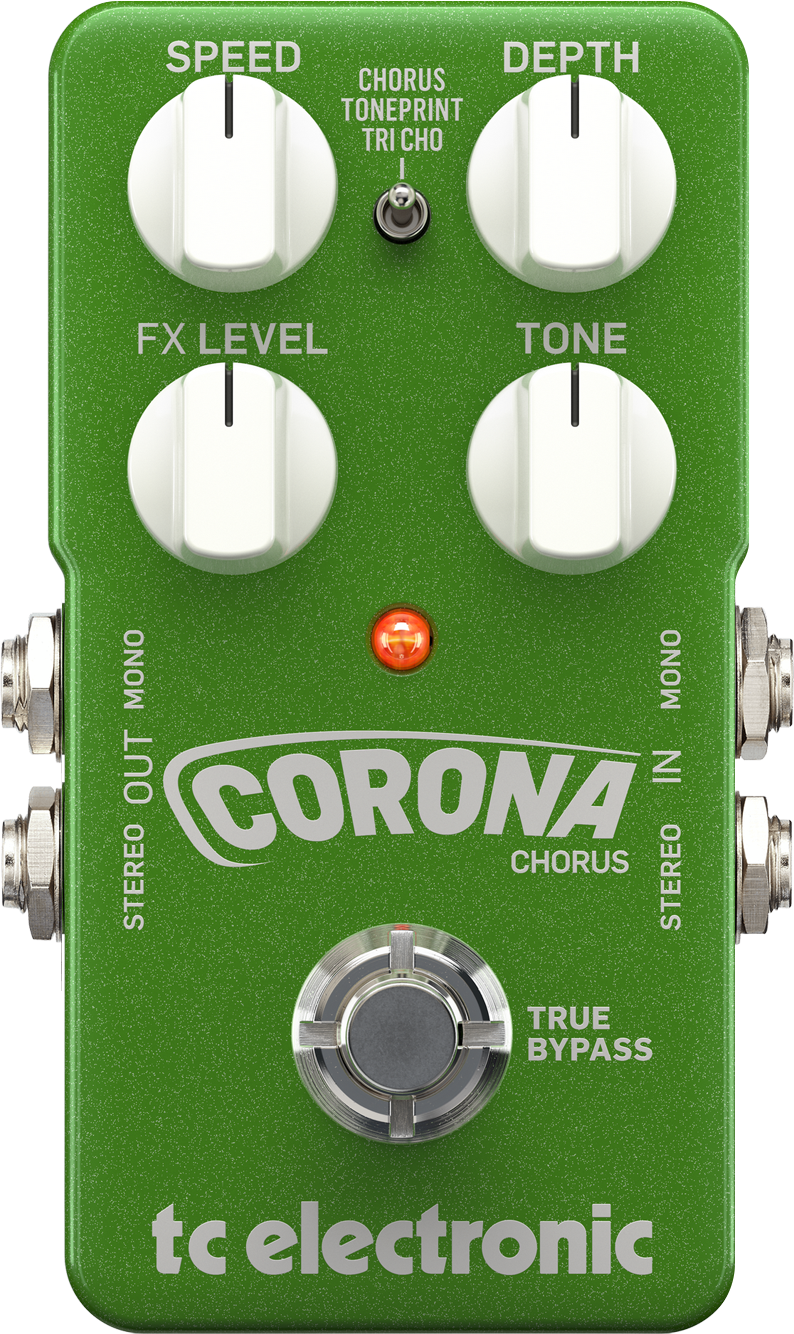 SPEED
DEPTH
CHORUS
TONEPRINT
TRI CHO
FX LEVEL
TONE
STEREO OUT MONO
STEREO IN MONO
CORONA
CHORUS
TRUE
BYPASS
tc electronic